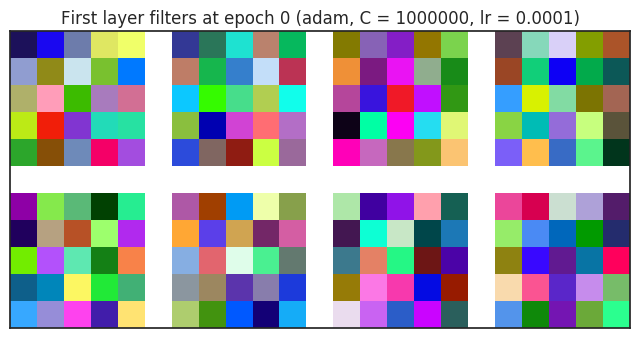 First layer filters at epoch 0 (adam, C = 1000000, lr = 0.0001)